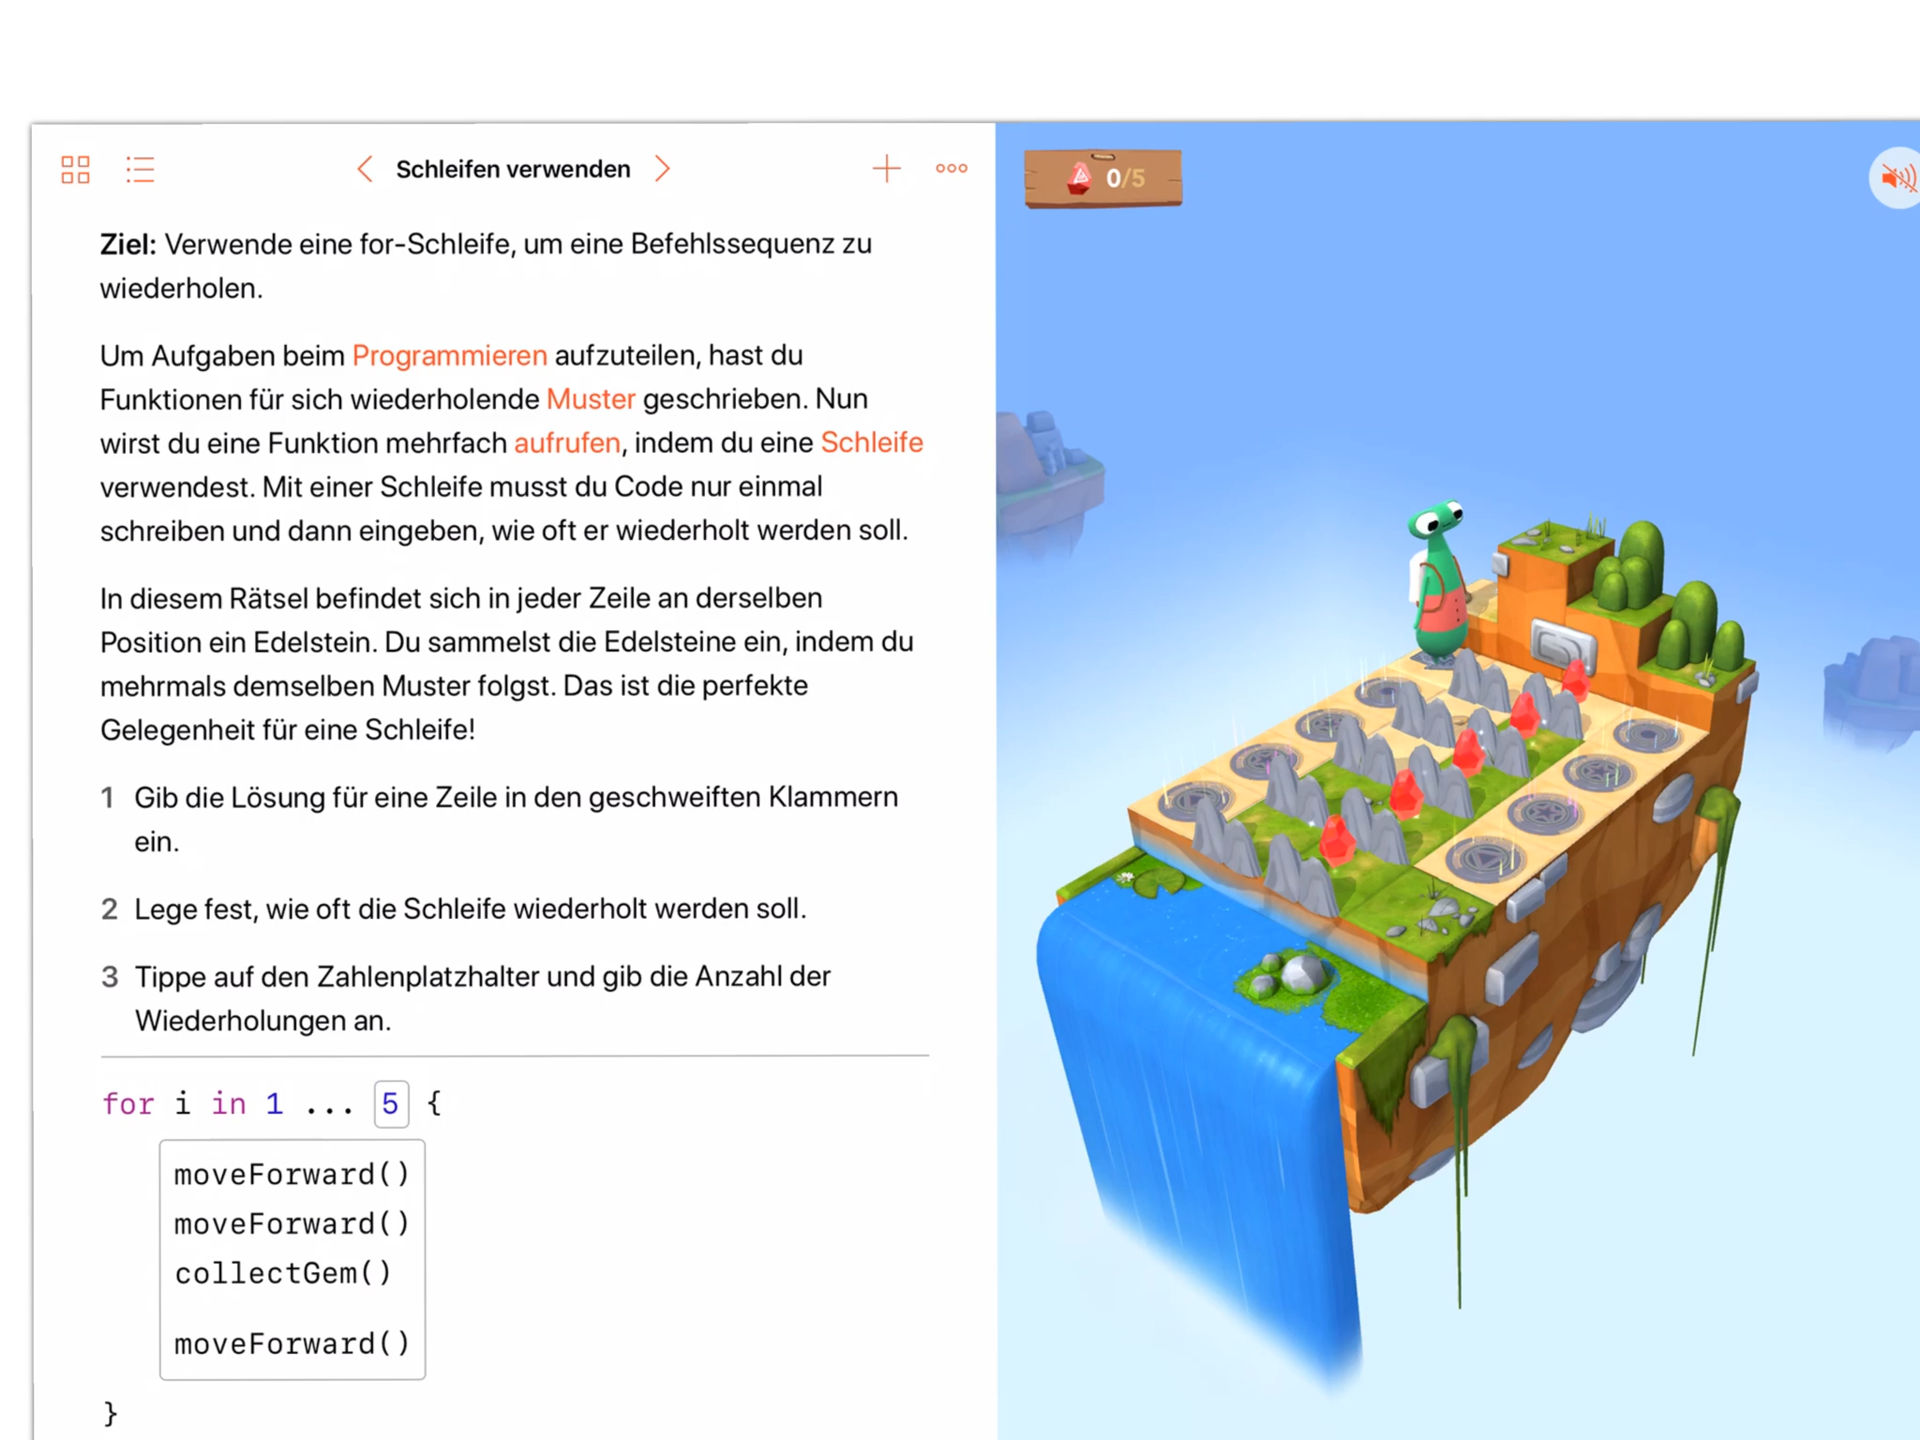 Schleifen verwenden
0/5
Ziel: Verwende eine for-Schleife, um eine Befehlssequenz zu
wiederholen.
Um Aufgaben beim Programmieren aufzuteilen, hast du
Funktionen für sich wiederholende Muster geschrieben. Nun
wirst du eine Funktion mehrfach aufrufen, indem du eine Schleife
verwendest. Mit einer Schleife musst du Code nur einmal
schreiben und dann eingeben, wie oft er wiederholt werden soll.
In diesem Rätsel befindet sich in jeder Zeile an derselben
Position ein Edelstein. Du sammelst die Edelsteine ein, indem du
mehrmals demselben Muster folgst. Das ist die perfekte
Gelegenheit für eine Schleife!
1 Gib die Lösung für eine Zeile in den geschweiften Klammern
ein.
2 Lege fest, wie oft die Schleife wiederholt werden soll.
3 Tippe auf den Zahlenplatzhalter und gib die Anzahl der
Wiederholungen an.
for i in 1 ... 5 {
moveForward()
moveForward()
collectGem()
moveForward()
}